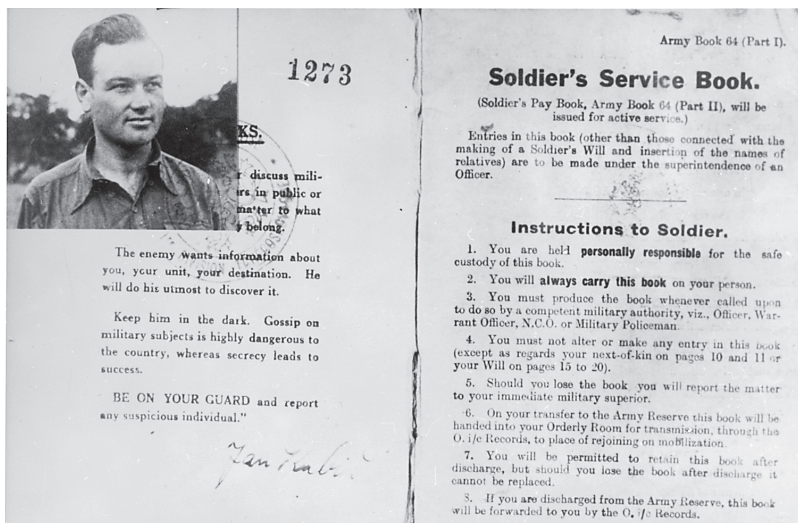 1273
KS.
r discuss mili-
rs in public or
matter to what
y belong.
The enemy wants information about
you, your unit, your destination. He
will do his utmost to discover it.
Keep him in the dark. Gossip on
military subjects is highly dangerous to
the country, whereas secrecy leads to
success.
BE ON YOUR GUARD and report
any suspicious individual."
Jan
Army Book 64 (Part I).
Soldier's Service Book.
(Soldier's Pay Book, Army Book 64 (Part II), will be
issued for active service.)
Entries in this book (other than those connected with the
making of a Soldier's Will and insertion of the names of
relatives) are to be made under the superintendence of an
Officer.
Instructions to Soldier.
1. You are held personally responsible for the safe
custody of this book.
2. You will always carry this book on your person.
3. You must produce the book whenever called upon
to do so by a competent military authority, viz., Officer, War-
rant Officer, N.C.O. or Military Policeman.
4. You must not alter or make any entry in this book
(except as regards your next-of-kin on pages 10 and 11 or
your Will on pages 15 to 20).
5. Should you lose the book you will report the matter
to your immediate military superior.
6. On your transfer to the Army Reserve this book will be
handed into your Orderly Room for transmission, through the
O. i/c Records, to place of rejoining on mobilization.
7. You will be permitted to retain this book after
discharge, but should you lose the book after discharge it
cannot be replaced.
8. If you are discharged from the Army Reserve, this book
will be forwarded to you by the O. i/c Records.